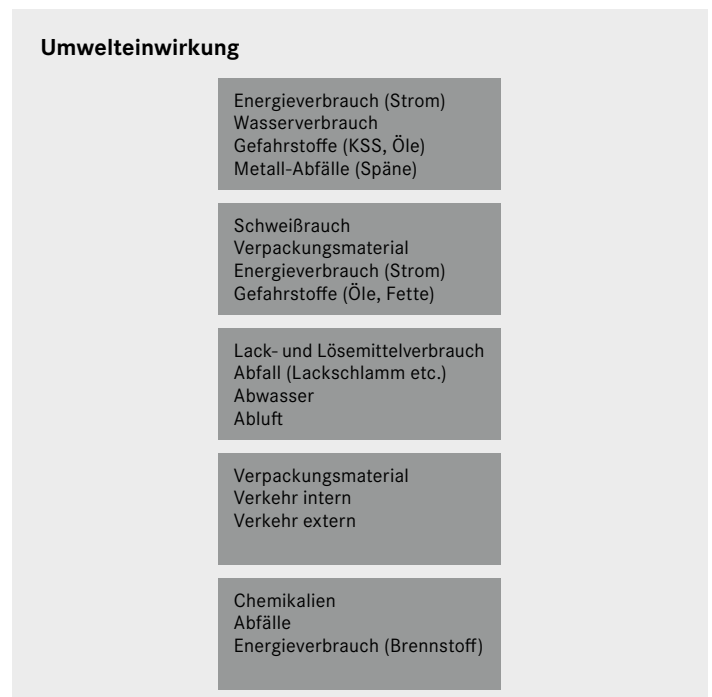 Umwelteinwirkung
Energieverbrauch (Strom)
Wasserverbrauch
Gefahrstoffe (KSS, Öle)
Metall-Abfälle (Späne)
Schweißrauch
Verpackungsmaterial
Energieverbrauch (Strom)
Gefahrstoffe (Öle, Fette)
Lack- und Lösemittelverbrauch
Abfall (Lackschlamm etc.)
Abwasser
Abluft
Verpackungsmaterial
Verkehr intern
Verkehr extern
Chemikalien
Abfälle
Energieverbrauch (Brennstoff)